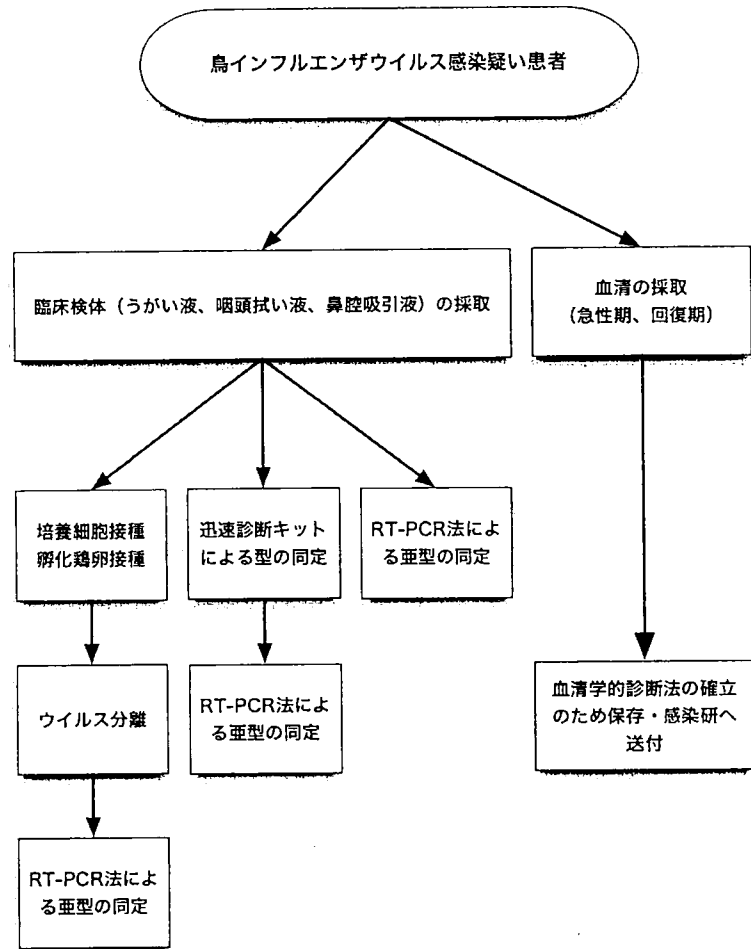 鳥インフルエンザウイルス感染疑い患者
臨床検体（うがい液、咽頭拭い液、鼻腔吸引液）の採取
血清の採取
（急性期、回復期）
培養細胞接種
孵化鶏卵接種
迅速診断キット
による型の同定
RT-PCR法によ
る亜型の同定
ウイルス分離
RT-PCR法によ
る亜型の同定
血清学的診断法の確立
のため保存・感染研へ
送付
RT-PCR法によ
る亜型の同定